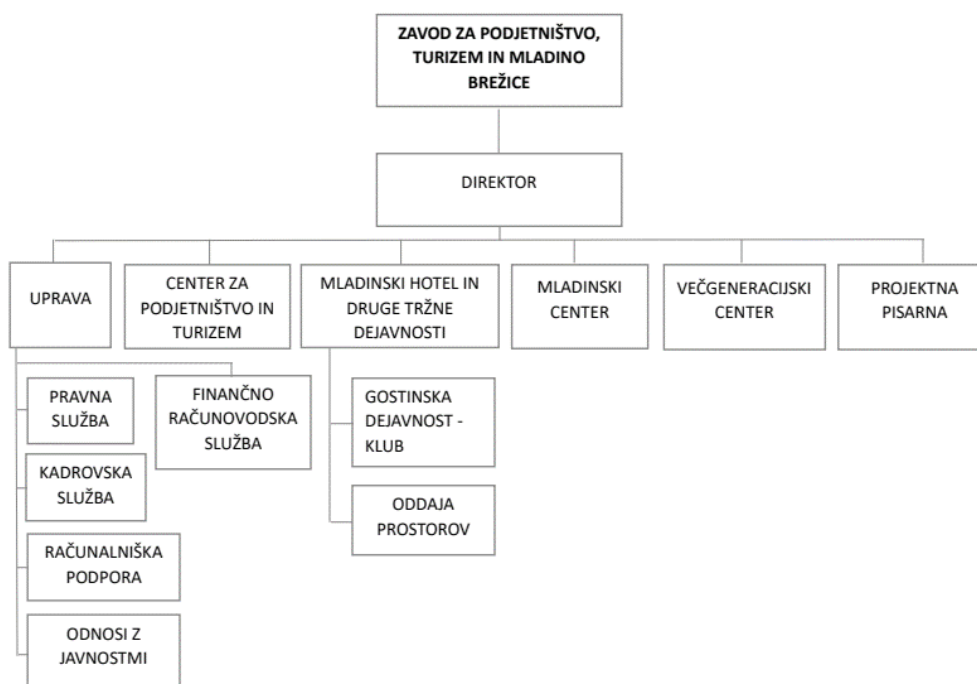 ZAVOD ZA PODJETNIŠTVO,
TURIZEM IN MLADINO
BREŽICE
DIREKTOR
UPRAVA
CENTER ZA
PODJETNIŠTVO IN
TURIZEM
MLADINSKI HOTEL IN
DRUGE TRŽNE
DEJAVNOSTI
MLADINSKI
CENTER
VEČGENERACIJSKI
CENTER
PROJEKTNA
PISARNA
PRAVNA
SLUŽBA
FINANČNO
RAČUNOVODSKA
SLUŽBA
GOSTINSKA
DEJAVNOST -
KLUB
KADROVSKA
SLUŽBA
ODDAJA
PROSTOROV
RAČUNALNIŠKA
PODPORA
ODNOSI Z
JAVNOSTMI